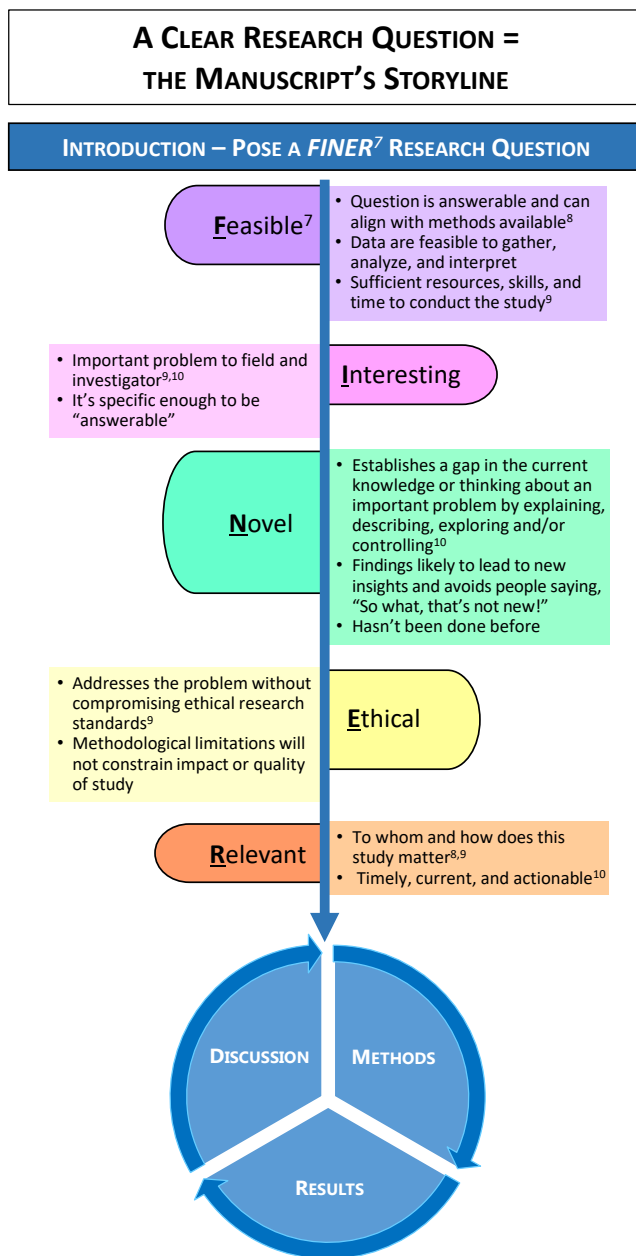 A CLEAR RESEARCH QUESTION =
THE MANUSCRIPT'S STORYLINE
INTRODUCTION – POSE A FINER⁷ RESEARCH QUESTION
Feasible⁷
• Question is answerable and can
align with methods available⁸
• Data are feasible to gather,
analyze, and interpret
• Sufficient resources, skills, and
time to conduct the study⁹
• Important problem to field and
investigator⁹,¹⁰
• It's specific enough to be
"answerable"
Interesting
Novel
• Establishes a gap in the current
knowledge or thinking about an
important problem by explaining,
describing, exploring and/or
controlling¹⁰
• Findings likely to lead to new
insights and avoids people saying,
"So what, that's not new!"
• Hasn't been done before
• Addresses the problem without
compromising ethical research
standards⁹
• Methodological limitations will
not constrain impact or quality
of study
Ethical
Relevant
• To whom and how does this
study matter⁸,⁹
• Timely, current, and actionable¹⁰
DISCUSSION
METHODS
RESULTS